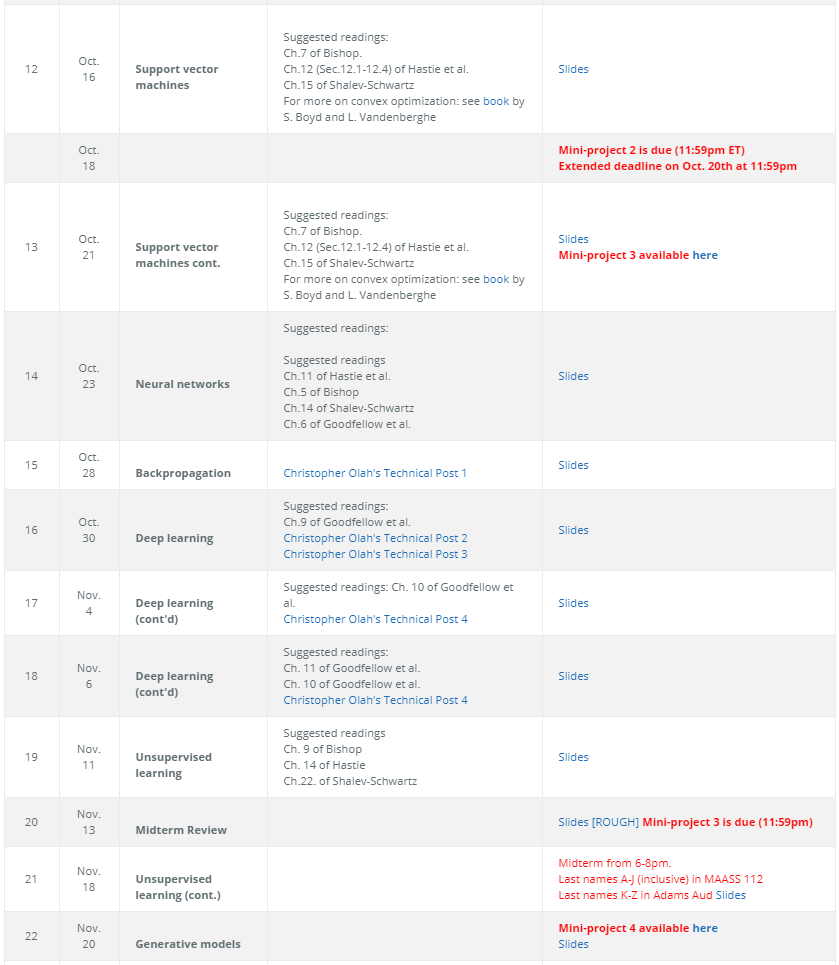 12
Oct.
16
Support vector
machines
Suggested readings:
Ch.7 of Bishop.
Ch.12 (Sec.12.1-12.4) of Hastie et al.
Ch.15 of Shalev-Schwartz
For more on convex optimization: see book by
S. Boyd and L. Vandenberghe
Slides
Oct.
18
Mini-project 2 is due (11:59pm ET)
Extended deadline on Oct. 20th at 11:59pm
13
Oct.
21
Support vector
machines cont.
Suggested readings:
Ch.7 of Bishop.
Ch.12 (Sec.12.1-12.4) of Hastie et al.
Ch.15 of Shalev-Schwartz
For more on convex optimization: see book by
S. Boyd and L. Vandenberghe
Slides
Mini-project 3 available here
14
Oct.
23
Neural networks
Suggested readings:
Suggested readings
Ch.11 of Hastie et al.
Ch.5 of Bishop
Ch.14 of Shalev-Schwartz
Ch.6 of Goodfellow et al.
Slides
15
Oct.
28
Backpropagation
Christopher Olah's Technical Post 1
Slides
16
Oct.
30
Deep learning
Suggested readings:
Ch.9 of Goodfellow et al.
Christopher Olah's Technical Post 2
Christopher Olah's Technical Post 3
Slides
17
Nov.
4
Deep learning
(cont'd)
Suggested readings: Ch. 10 of Goodfellow et
al.
Christopher Olah's Technical Post 4
Slides
18
Nov.
6
Deep learning
(cont'd)
Suggested readings:
Ch. 11 of Goodfellow et al.
Ch. 10 of Goodfellow et al.
Christopher Olah's Technical Post 4
Slides
19
Nov.
11
Unsupervised
learning
Suggested readings
Ch. 9 of Bishop
Ch. 14 of Hastie
Ch.22. of Shalev-Schwartz
Slides
20
Nov.
13
Midterm Review
Slides [ROUGH] Mini-project 3 is due (11:59pm)
21
Nov.
18
Unsupervised
learning (cont.)
Midterm from 6-8pm.
Last names A-J (inclusive) in MAASS 112
Last names K-Z in Adams Aud Slides
22
Nov.
20
Generative models
Mini-project 4 available here
Slides